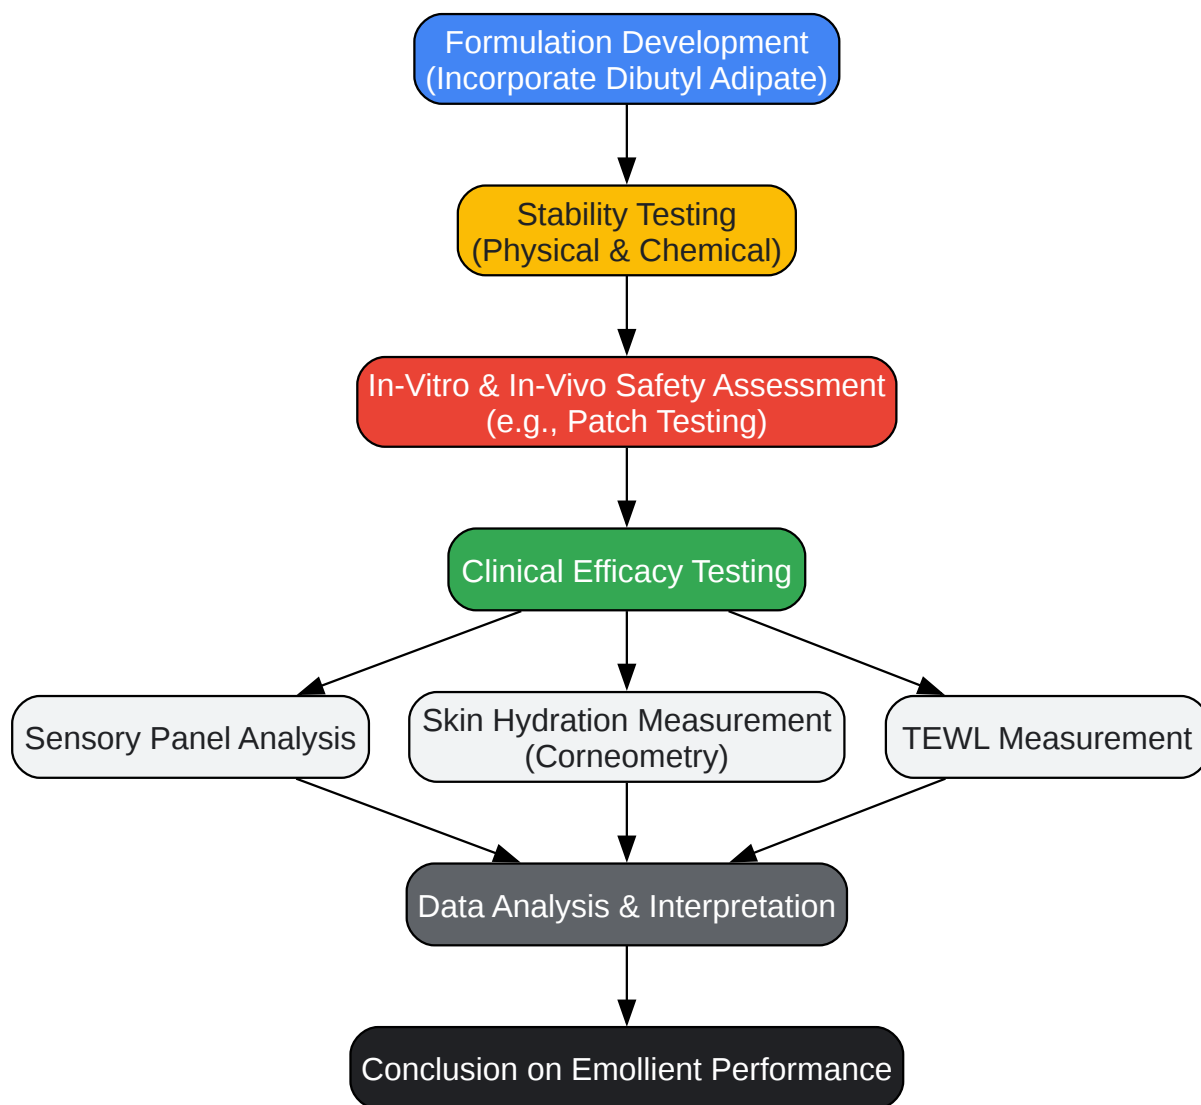 Formulation Development
(Incorporate Dibutyl Adipate)
Stability Testing
(Physical & Chemical)
In-Vitro & In-Vivo Safety Assessment
(e.g., Patch Testing)
Clinical Efficacy Testing
Sensory Panel Analysis
Skin Hydration Measurement
(Corneometry)
TEWL Measurement
Data Analysis & Interpretation
Conclusion on Emollient Performance